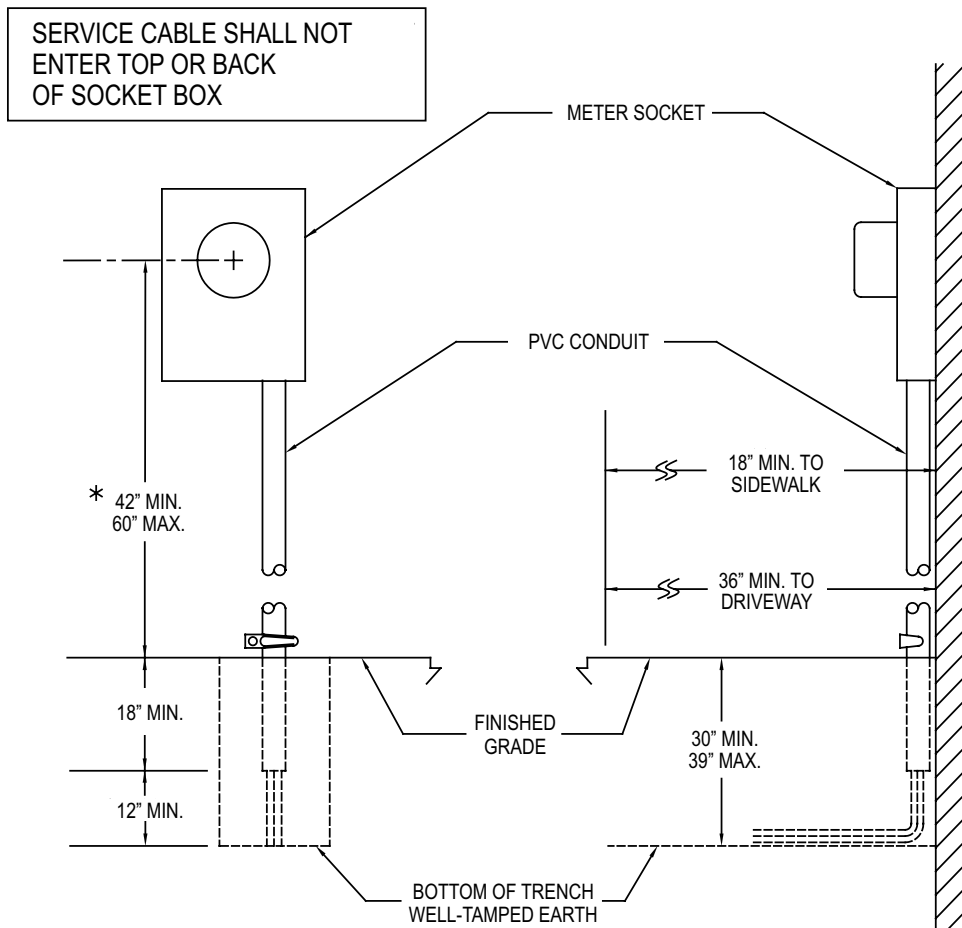 SERVICE CABLE SHALL NOT
ENTER TOP OR BACK
OF SOCKET BOX
METER SOCKET
PVC CONDUIT
* 42” MIN.
60” MAX.
18” MIN. TO
SIDEWALK
36” MIN. TO
DRIVEWAY
18” MIN.
FINISHED
GRADE
30” MIN.
39” MAX.
12” MIN.
BOTTOM OF TRENCH
WELL-TAMPED EARTH